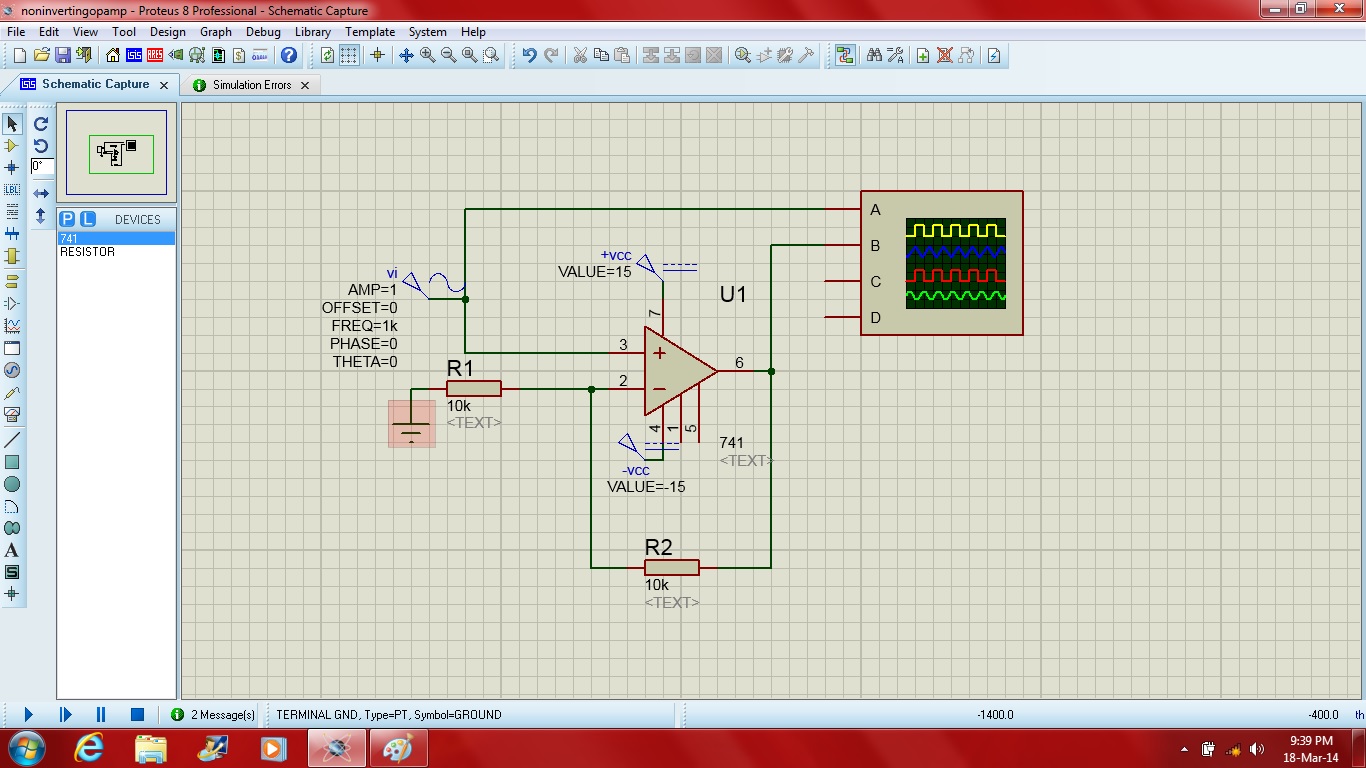 noninvertingopamp - Proteus 8 Professional - Schematic Capture
File Edit View Tool Design Graph Debug Library Template System Help
ISIS ARES $
Schematic Capture
Simulation Errors
0°
LBL
P L DEVICES
741
RESISTOR
A
S
vi
AMP=1
OFFSET=0
FREQ=1k
PHASE=0
THETA=0
+vcc
VALUE=15
U1
7
3
2
6
4
1
5
741
<TEXT>
-vcc
VALUE=-15
R1
10k
<TEXT>
R2
10k
<TEXT>
A
B
C
D
2 Message(s)
TERMINAL GND, Type=PT, Symbol=GROUND
-1400.0
-400.0
th
9:39 PM
18-Mar-14